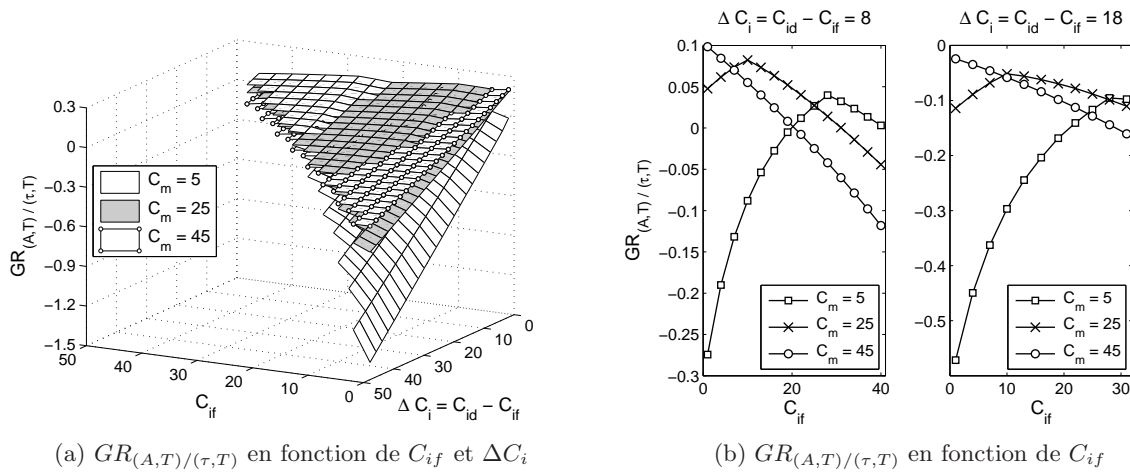 0.3
0
−0.3
−0.6
−0.9
−1.2
−1.5
GR(A,T) / (τ,T)
C_m = 5
C_m = 25
C_m = 45
50
40
30
20
10
0
C_if
50
40
30
20
10
0
Δ C_i = C_id − C_if
(a) GR(A,T)/(τ,T) en fonction de C_if et ΔC_i
Δ C_i = C_id − C_if = 8
0.1
0.05
0
−0.05
−0.1
−0.15
−0.2
−0.25
−0.3
GR(A,T) / (τ,T)
C_m = 5
C_m = 25
C_m = 45
0 20 40
C_if
Δ C_i = C_id − C_if = 18
0
−0.1
−0.2
−0.3
−0.4
−0.5
C_m = 5
C_m = 25
C_m = 45
0 10 20 30
C_if
(b) GR(A,T)/(τ,T) en fonction de C_if